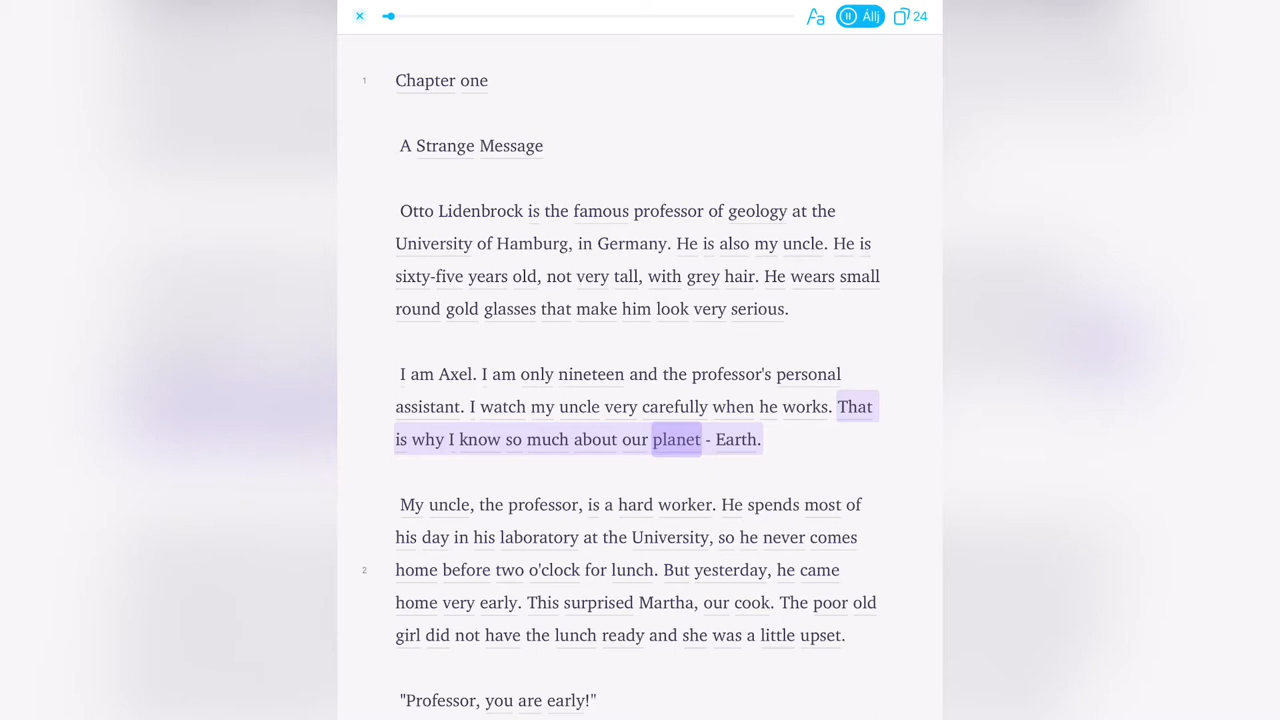 Aa Állj 24
1 Chapter one
A Strange Message
Otto Lidenbrock is the famous professor of geology at the
University of Hamburg, in Germany. He is also my uncle. He is
sixty-five years old, not very tall, with grey hair. He wears small
round gold glasses that make him look very serious.
I am Axel. I am only nineteen and the professor's personal
assistant. I watch my uncle very carefully when he works. That
is why I know so much about our planet - Earth.
My uncle, the professor, is a hard worker. He spends most of
his day in his laboratory at the University, so he never comes
2 home before two o'clock for lunch. But yesterday, he came
home very early. This surprised Martha, our cook. The poor old
girl did not have the lunch ready and she was a little upset.
"Professor, you are early!"